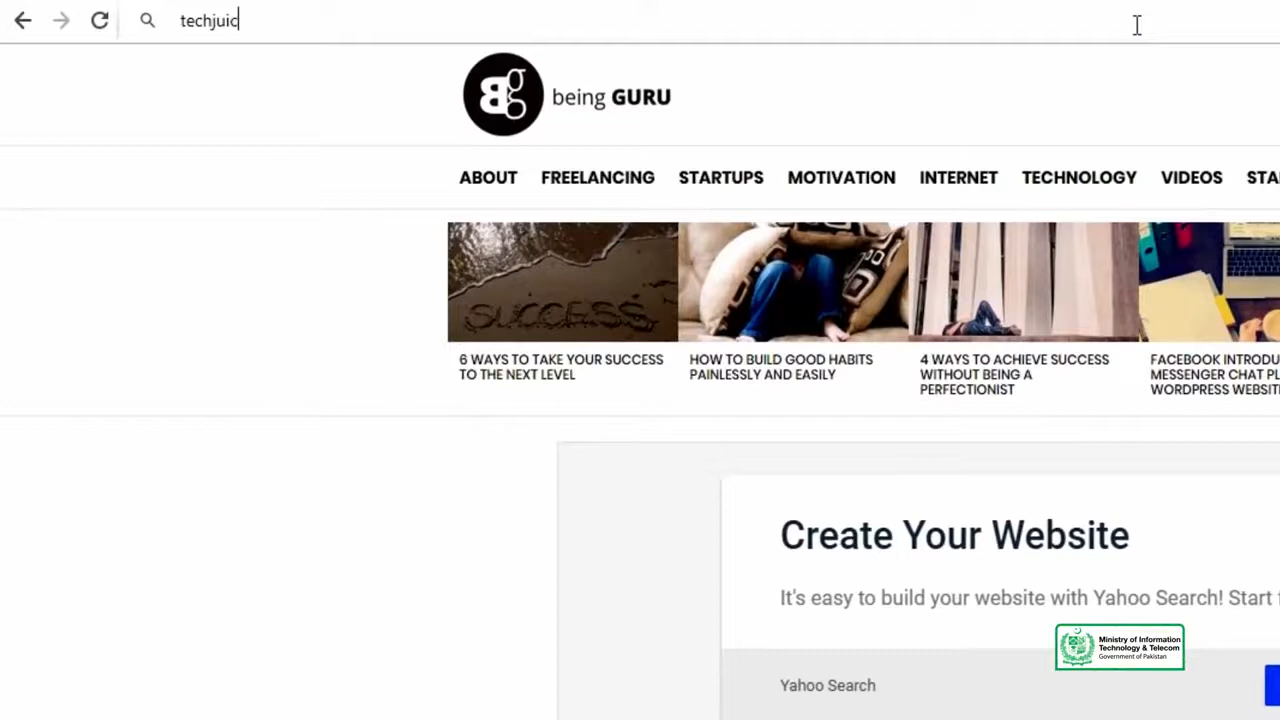 techjuic
Bg being GURU
ABOUT FREELANCING STARTUPS MOTIVATION INTERNET TECHNOLOGY VIDEOS STA
SUCCESS
6 WAYS TO TAKE YOUR SUCCESS
TO THE NEXT LEVEL
HOW TO BUILD GOOD HABITS
PAINLESSLY AND EASILY
4 WAYS TO ACHIEVE SUCCESS
WITHOUT BEING A
PERFECTIONIST
FACEBOOK INTRODU
MESSENGER CHAT PL
WORDPRESS WEBSIT
Create Your Website
It's easy to build your website with Yahoo Search! Start
Ministry of Information
Technology & Telecom
Government of Pakistan
Yahoo Search